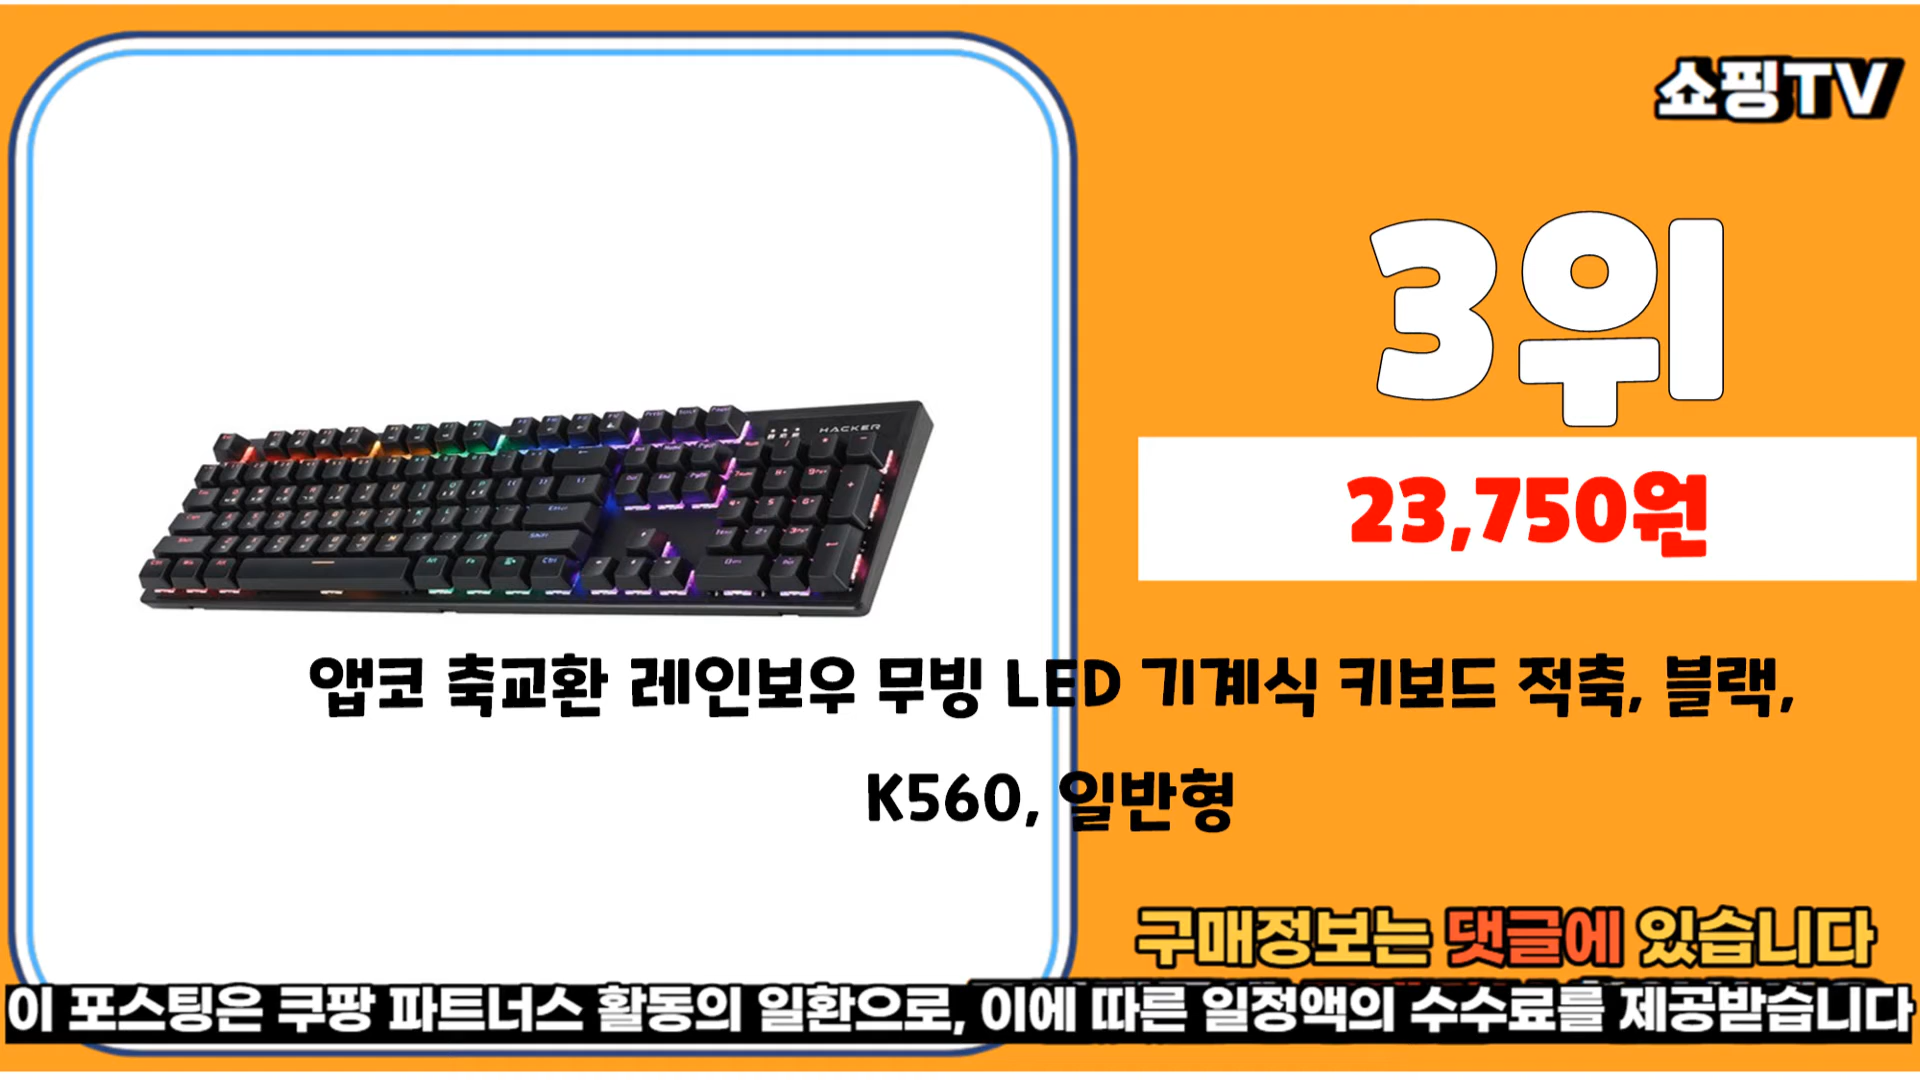 쇼핑TV
3위
23,750원
HACKER
앱코 축교환 레인보우 무빙 LED 기계식 키보드 적축, 블랙,
K560, 일반형
구매정보는 댓글에 있습니다
이 포스팅은 쿠팡 파트너스 활동의 일환으로, 이에 따른 일정액의 수수료를 제공받습니다